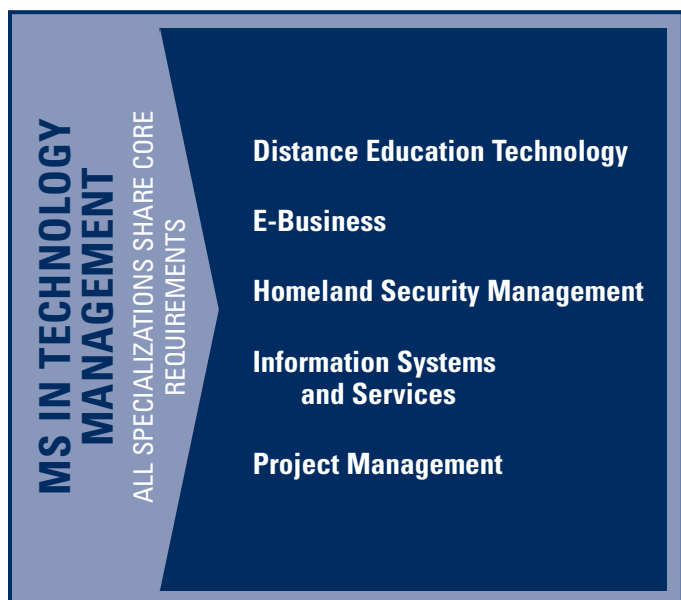 MS IN TECHNOLOGY
MANAGEMENT
ALL SPECIALIZATIONS SHARE CORE
REQUIREMENTS
Distance Education Technology
E-Business
Homeland Security Management
Information Systems
and Services
Project Management